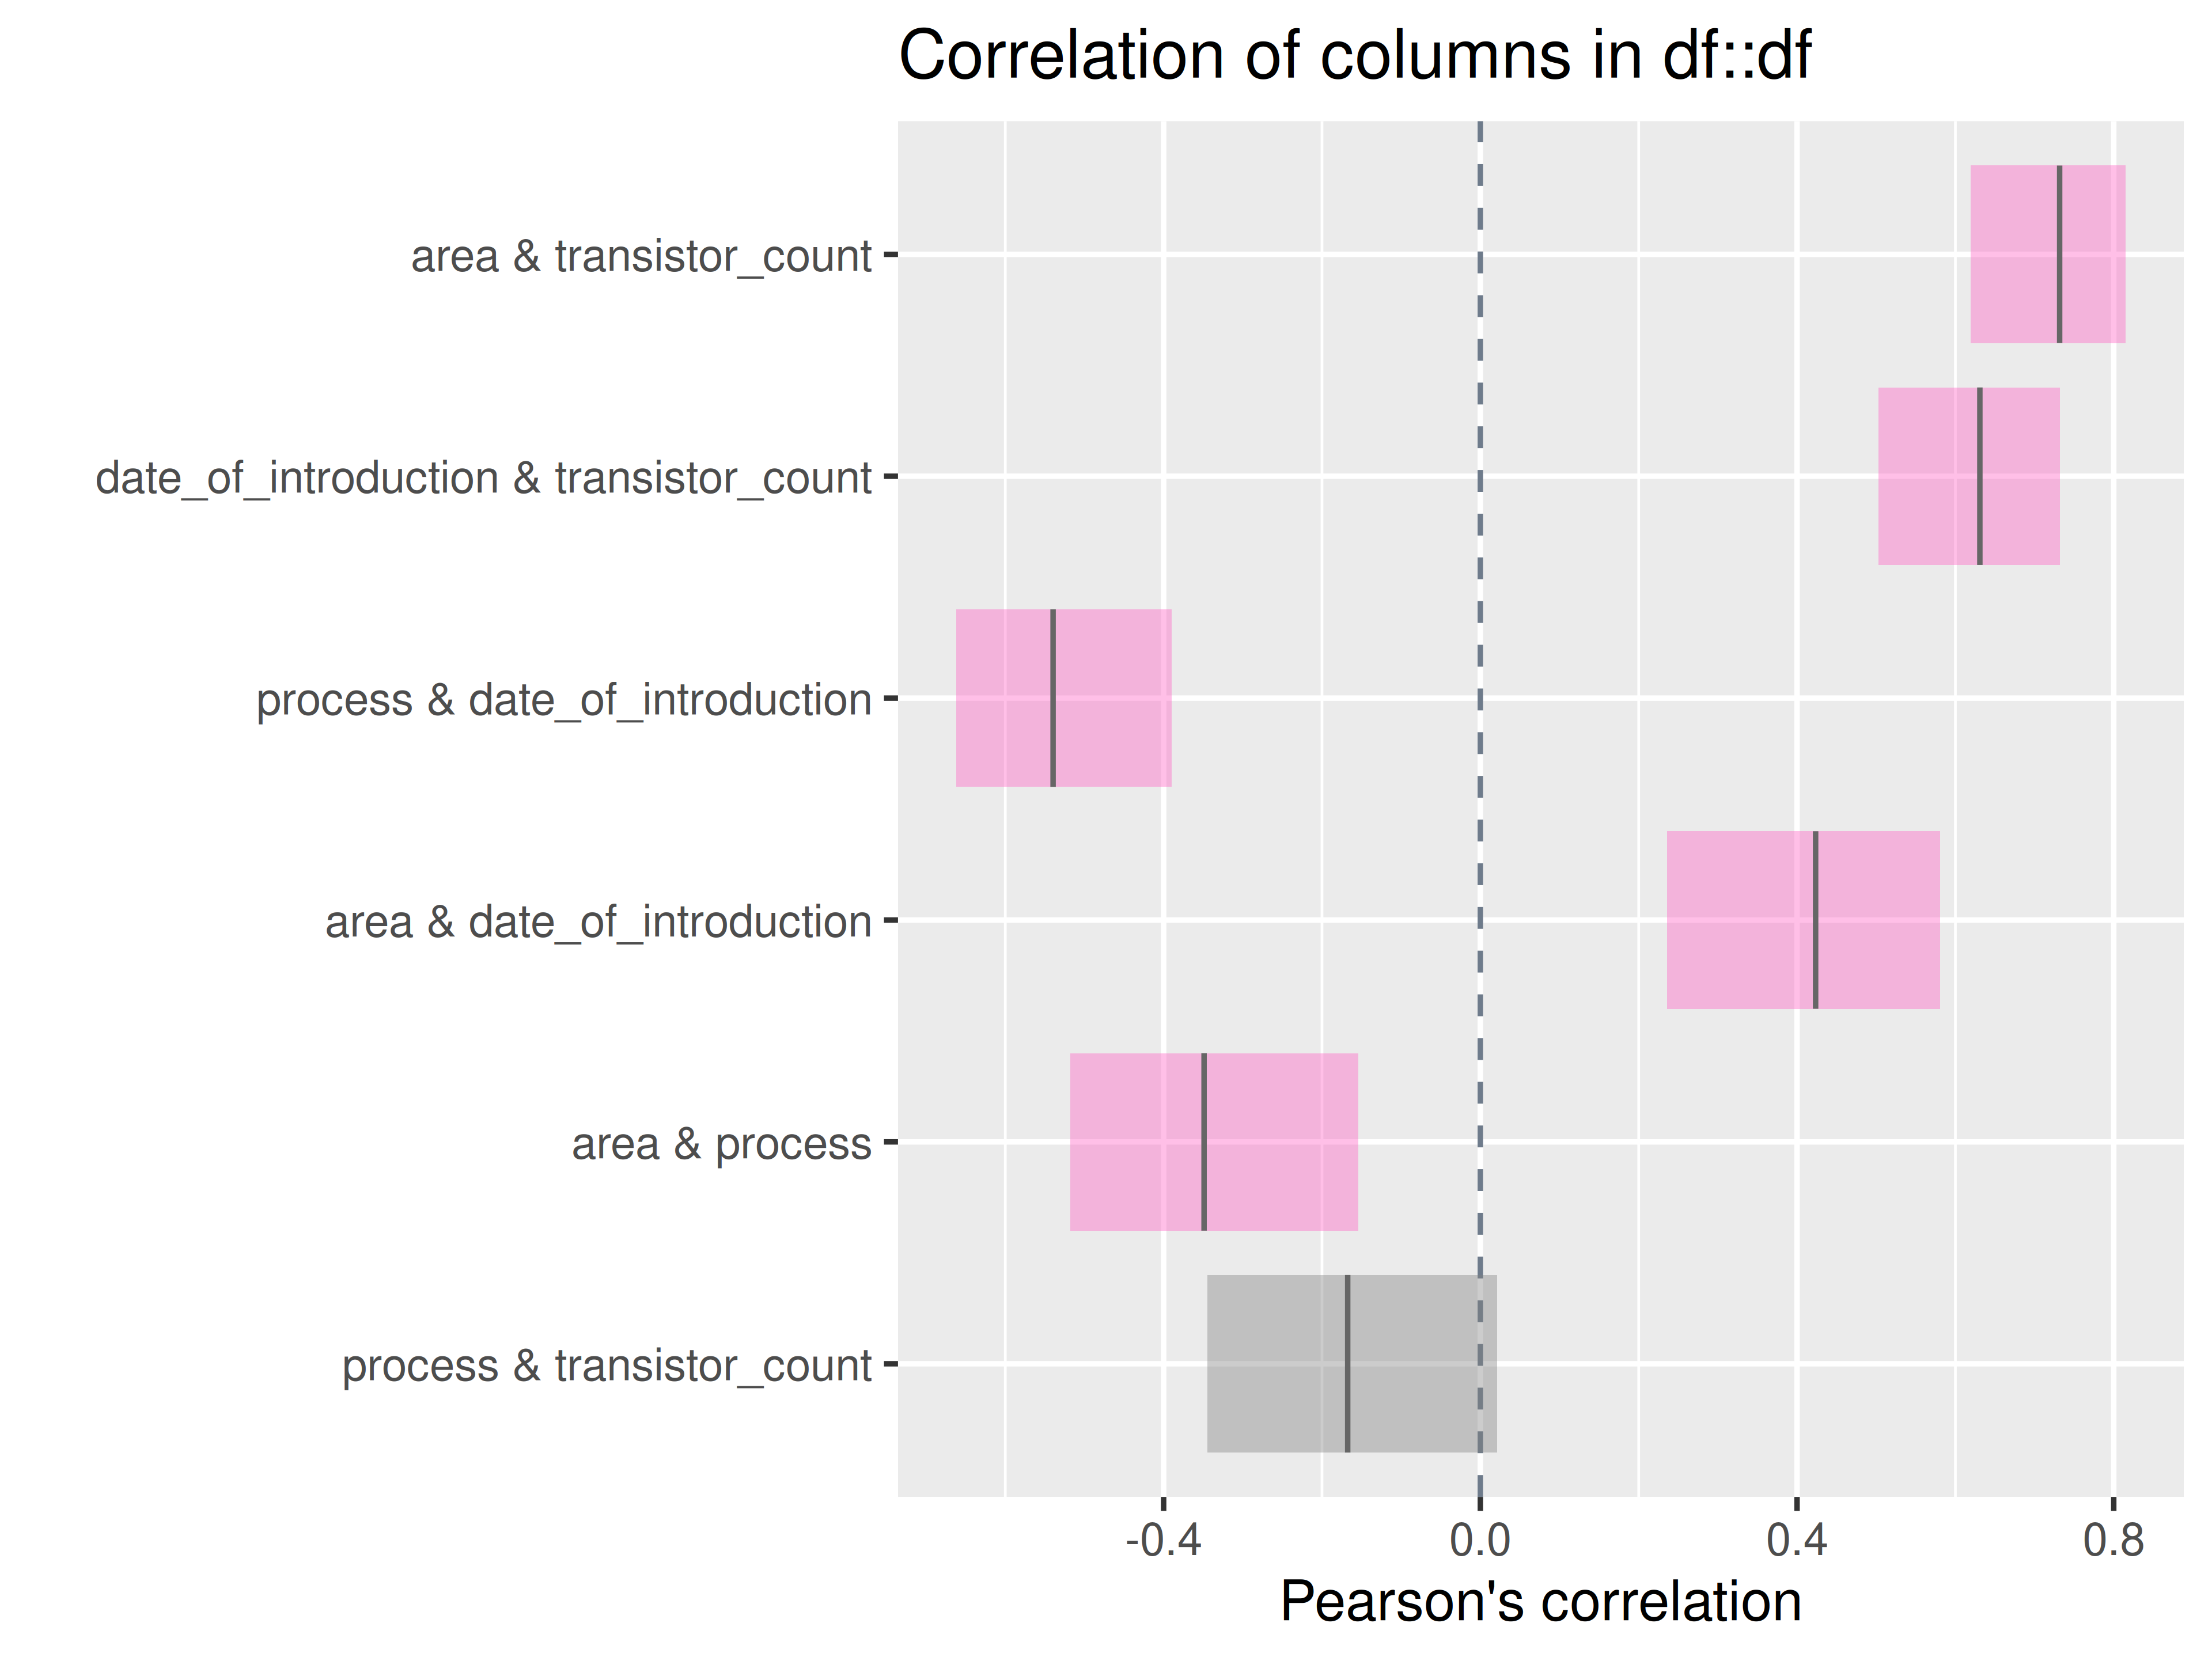 Correlation of columns in df::df
area & transistor_count
date_of_introduction & transistor_count
process & date_of_introduction
area & date_of_introduction
area & process
process & transistor_count
-0.4 0.0 0.4 0.8
Pearson's correlation